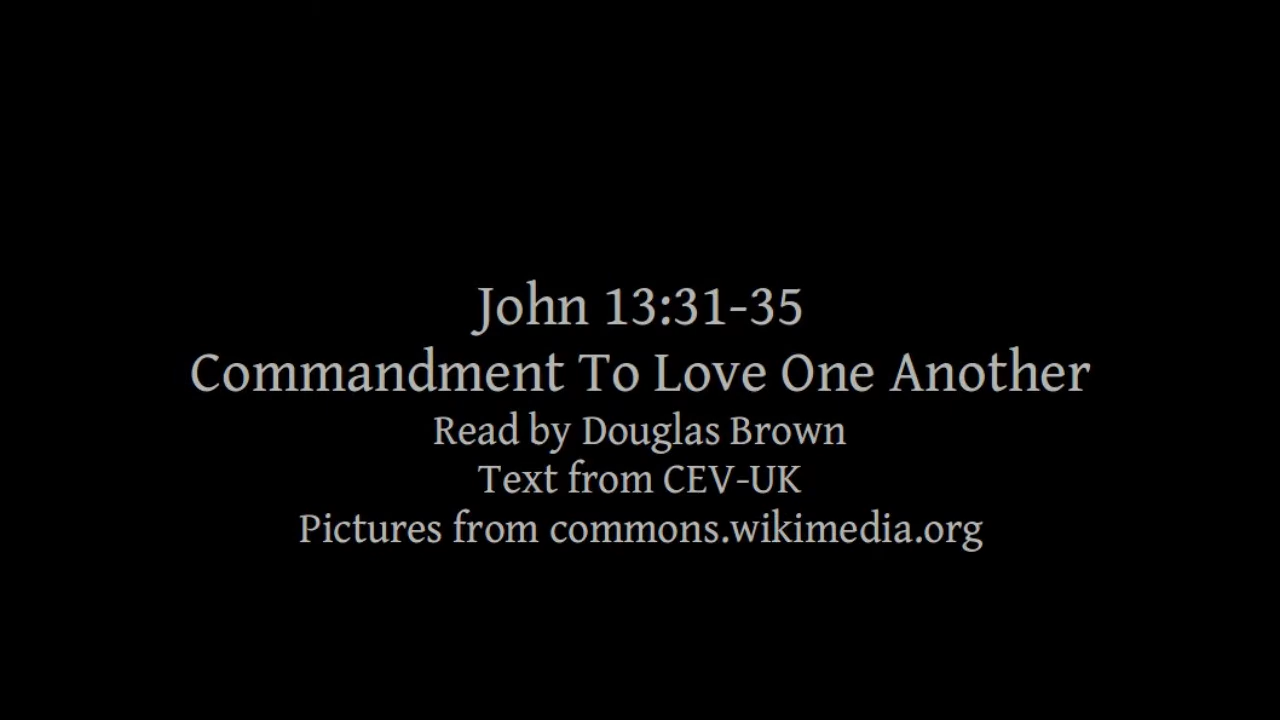 John 13:31-35
Commandment To Love One Another
Read by Douglas Brown
Text from CEV-UK
Pictures from commons.wikimedia.org